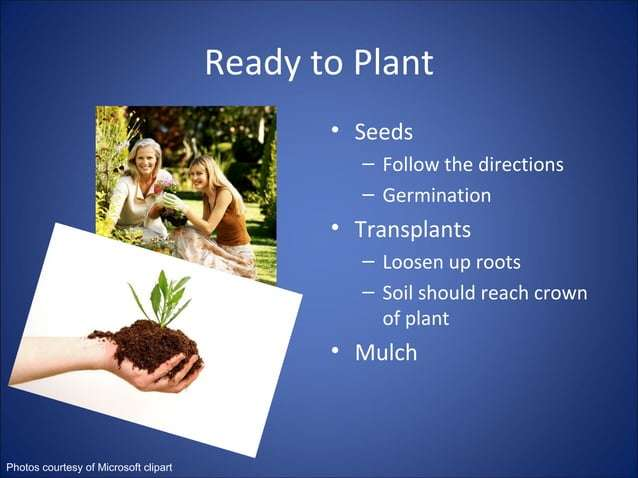 Ready to Plant
• Seeds
– Follow the directions
– Germination
• Transplants
– Loosen up roots
– Soil should reach crown
of plant
• Mulch
Photos courtesy of Microsoft clipart